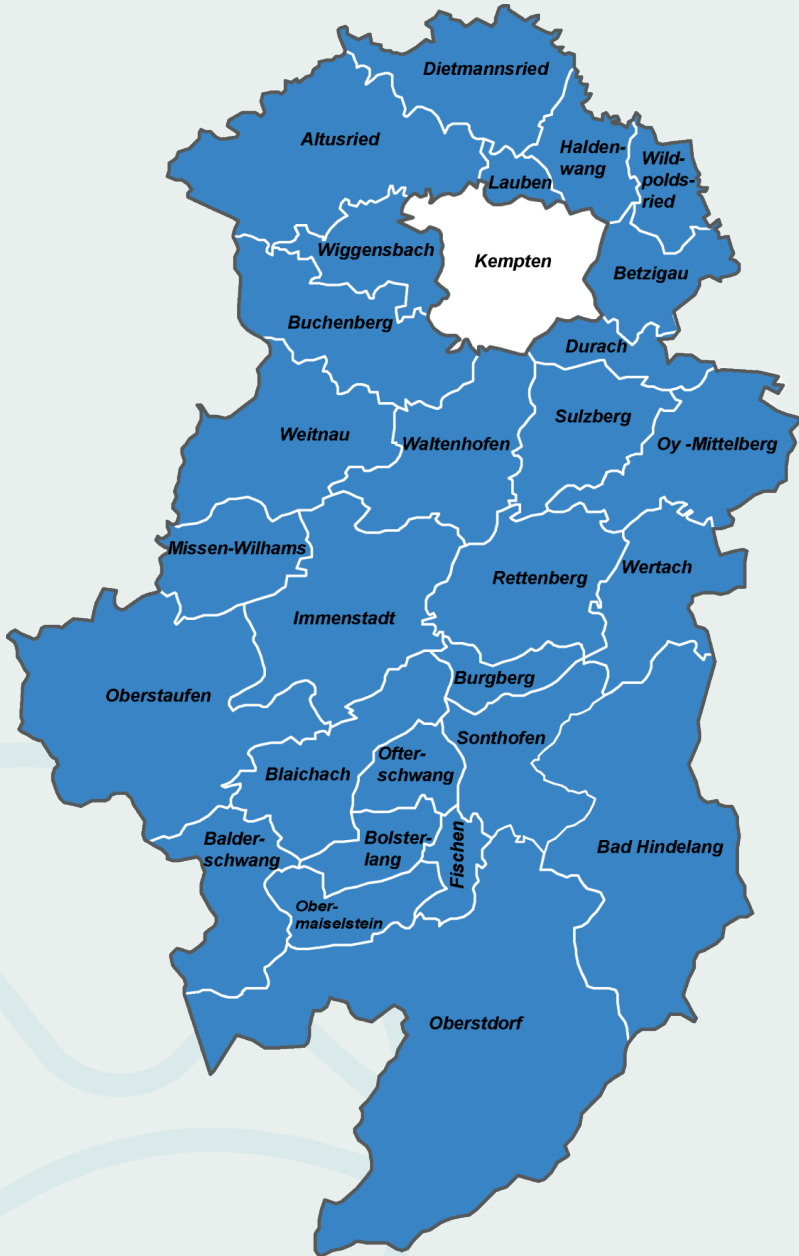 Dietmannsried
Altusried
Halden-
wang
Wild-
polds-
ried
Lauben
Wiggensbach
Kempten
Betzigau
Buchenberg
Durach
Weitnau
Waltenhofen
Sulzberg
Oy -Mittelberg
Missen-Wilhams
Immenstadt
Rettenberg
Wertach
Oberstaufen
Burgberg
Sonthofen
Blaichach
Ofter-
schwang
Balder-
schwang
Bolster-
lang
Fischen
Bad Hindelang
Ober-
maiselstein
Oberstdorf